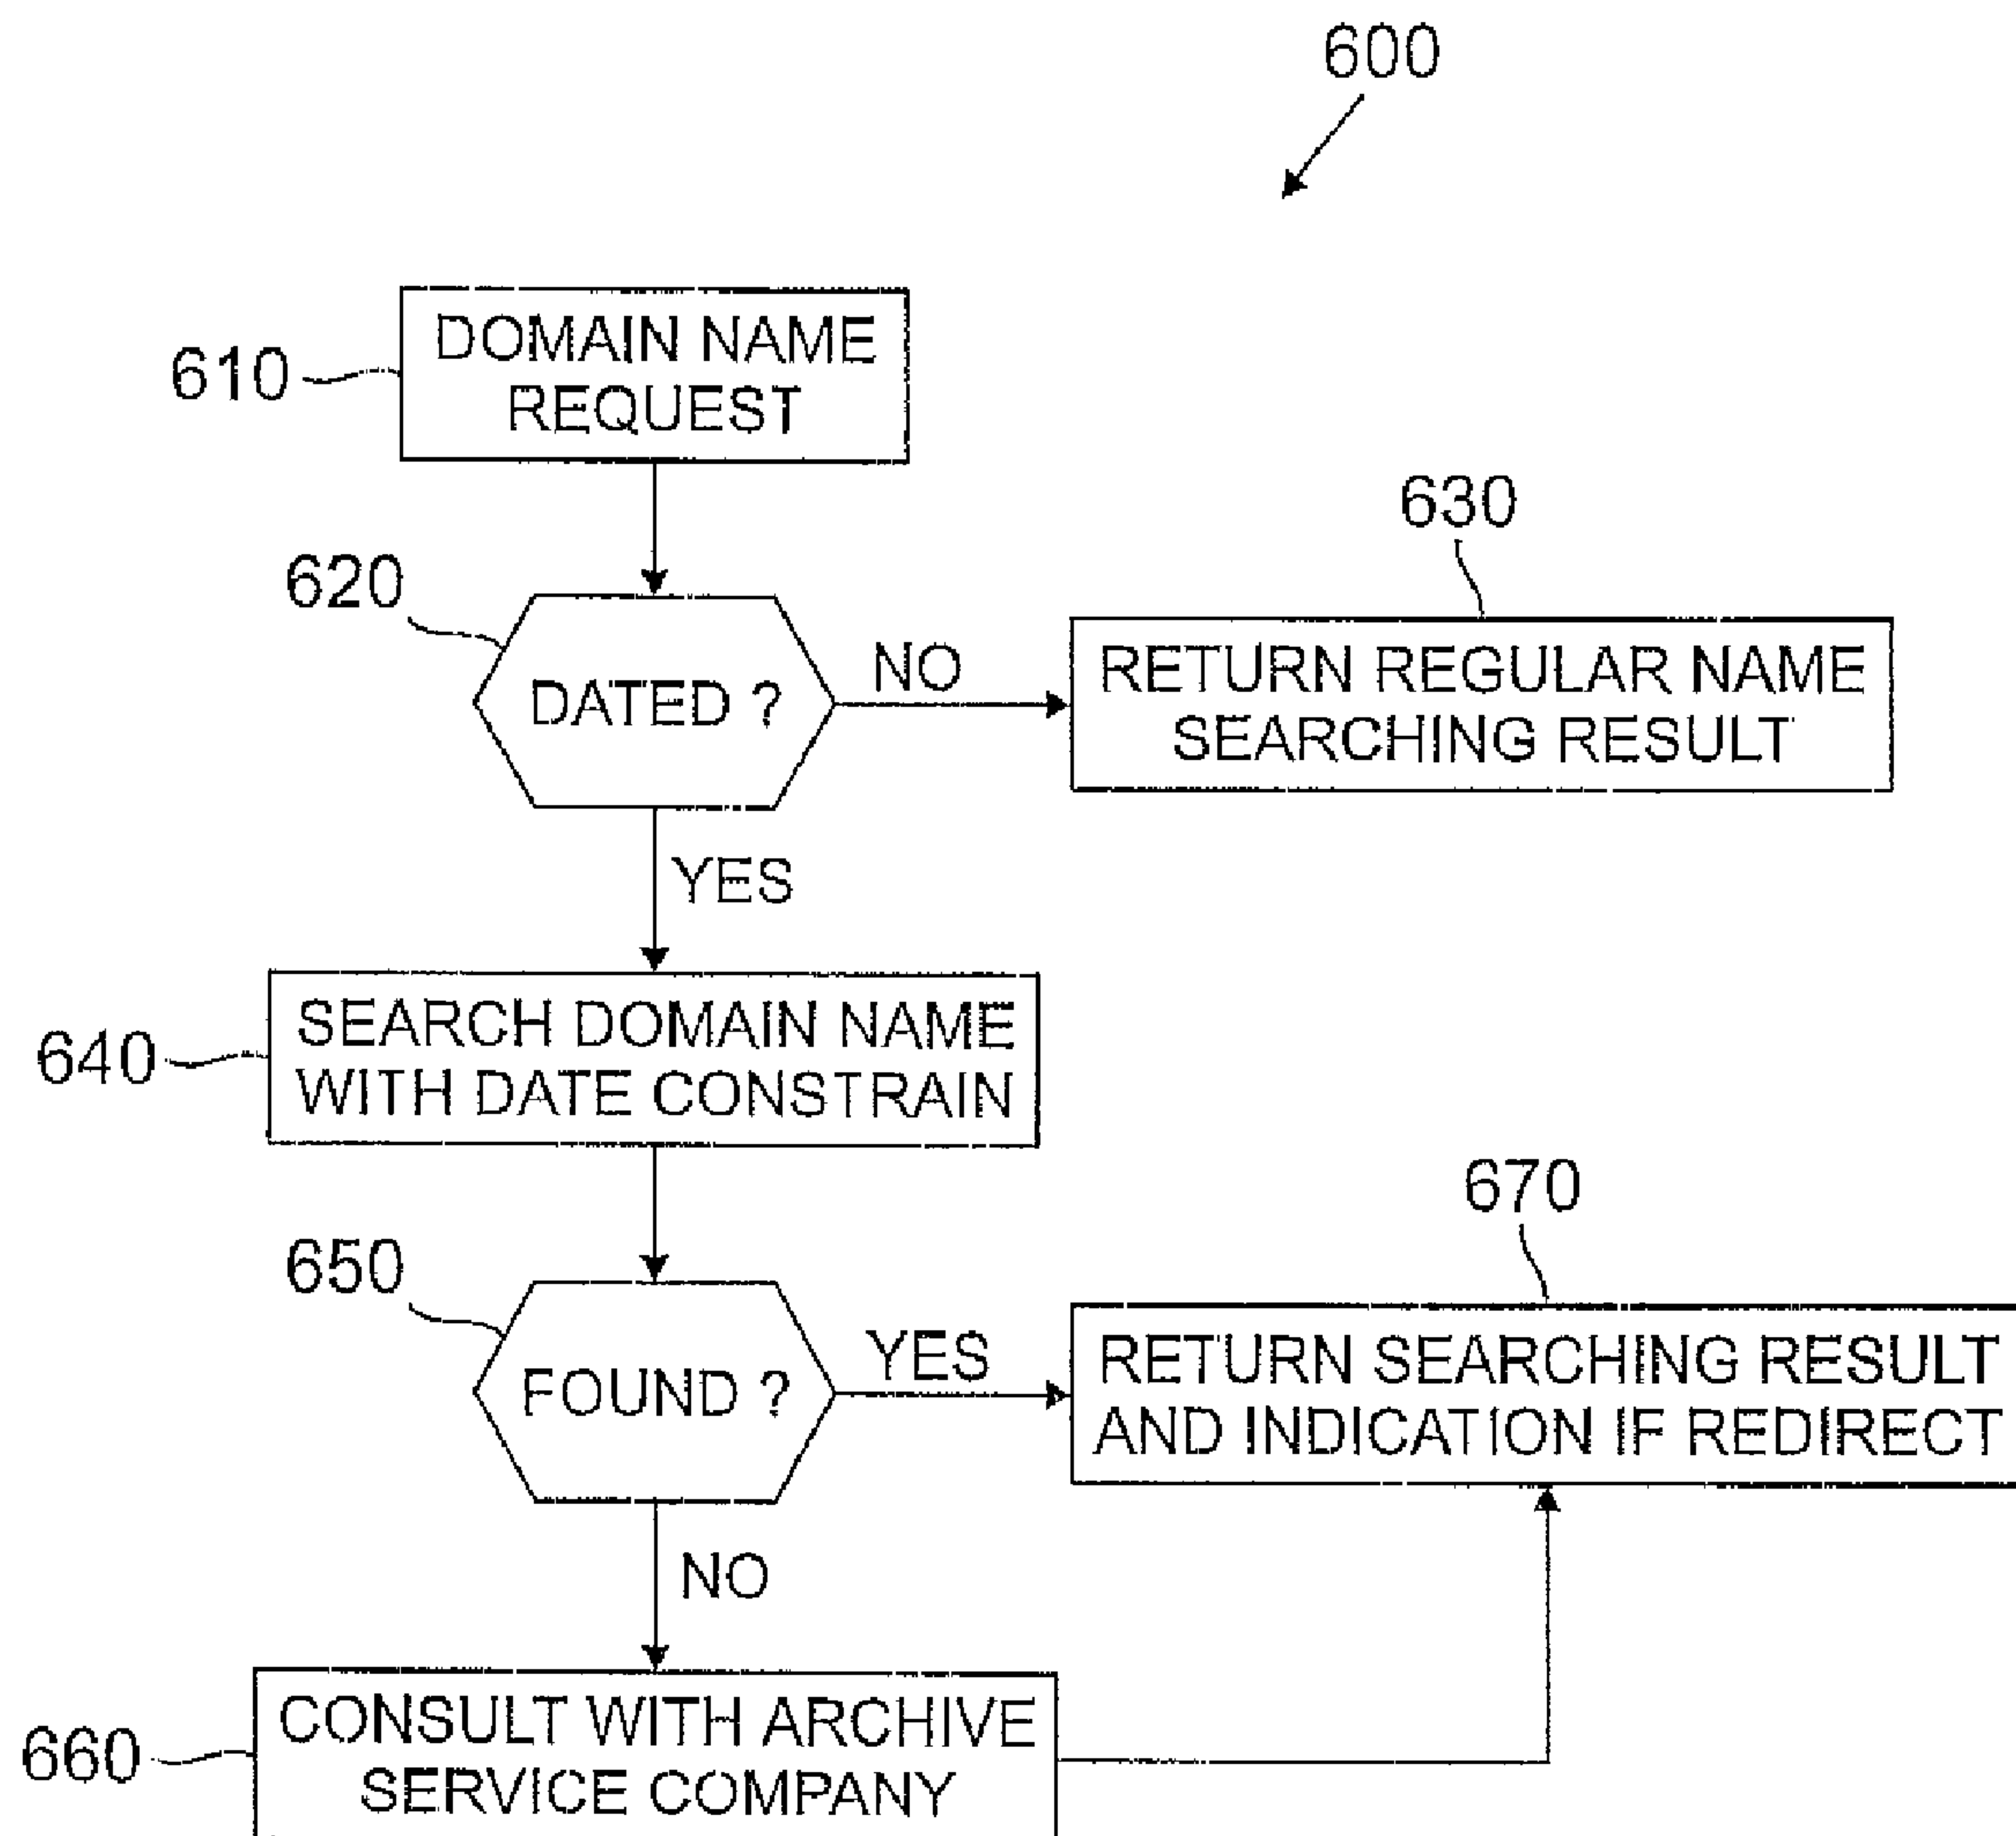 600
610
DOMAIN NAME
REQUEST
620
DATED ?
NO
630
RETURN REGULAR NAME
SEARCHING RESULT
YES
640
SEARCH DOMAIN NAME
WITH DATE CONSTRAIN
650
FOUND ?
YES
670
RETURN SEARCHING RESULT
AND INDICATION IF REDIRECT
NO
660
CONSULT WITH ARCHIVE
SERVICE COMPANY